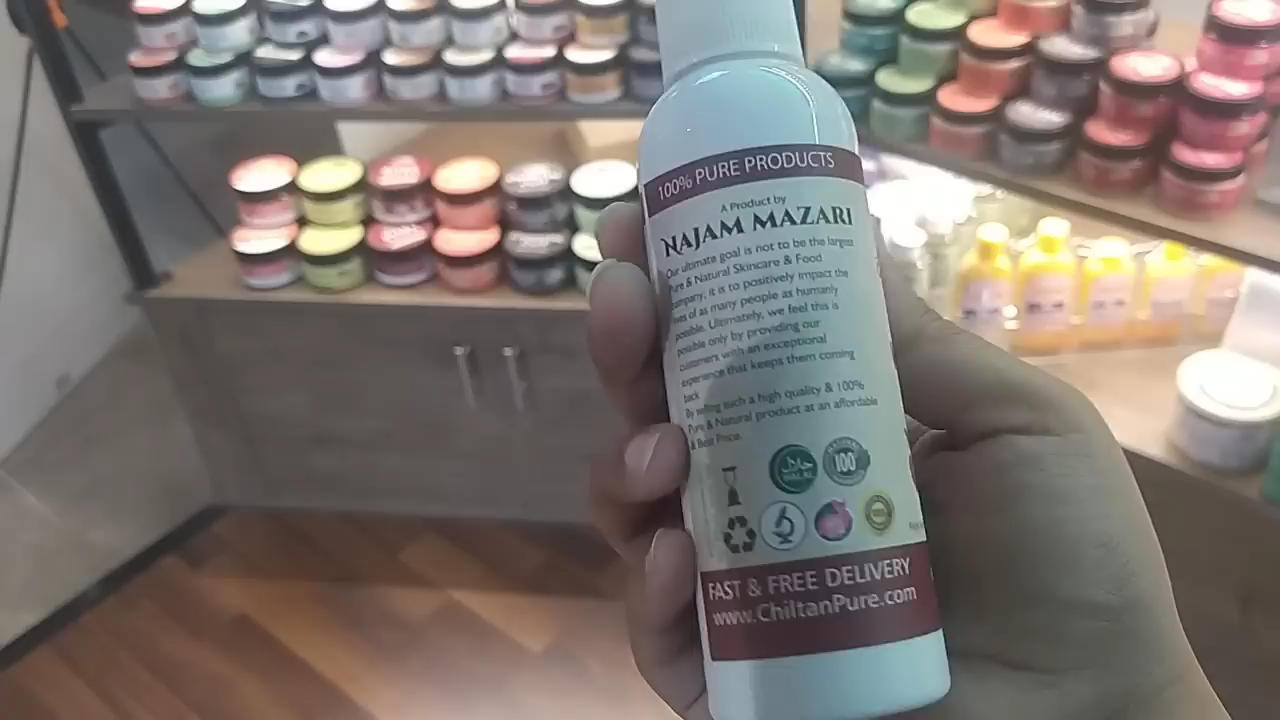 100% PURE PRODUCTS
A Product by
NAJAM MAZARI
Our ultimate goal is not to be the largest
Pure & Natural Skincare & Food
company, it is to positively impact the
lives of as many people as humanly
possible. Ultimately, we feel this is
possible only by providing our
customers with an exceptional
experience that keeps them coming
back
By selling such a high quality & 100%
Pure & Natural product at an affordable
& Best Price.
حلال
HALAL
100
FAST & FREE DELIVERY
www.ChiltanPure.com